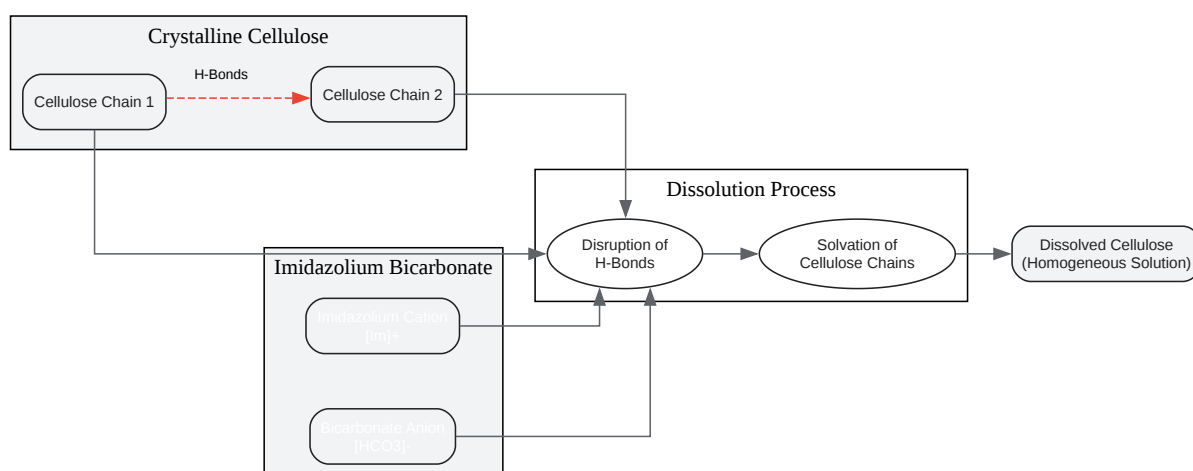 Crystalline Cellulose
H-Bonds
Cellulose Chain 1
Cellulose Chain 2
Dissolution Process
Disruption of
H-Bonds
Solvation of
Cellulose Chains
Dissolved Cellulose
(Homogeneous Solution)
Imidazolium Bicarbonate
Imidazolium Cation
[Im]+
Bicarbonate Anion
[HCO3]-